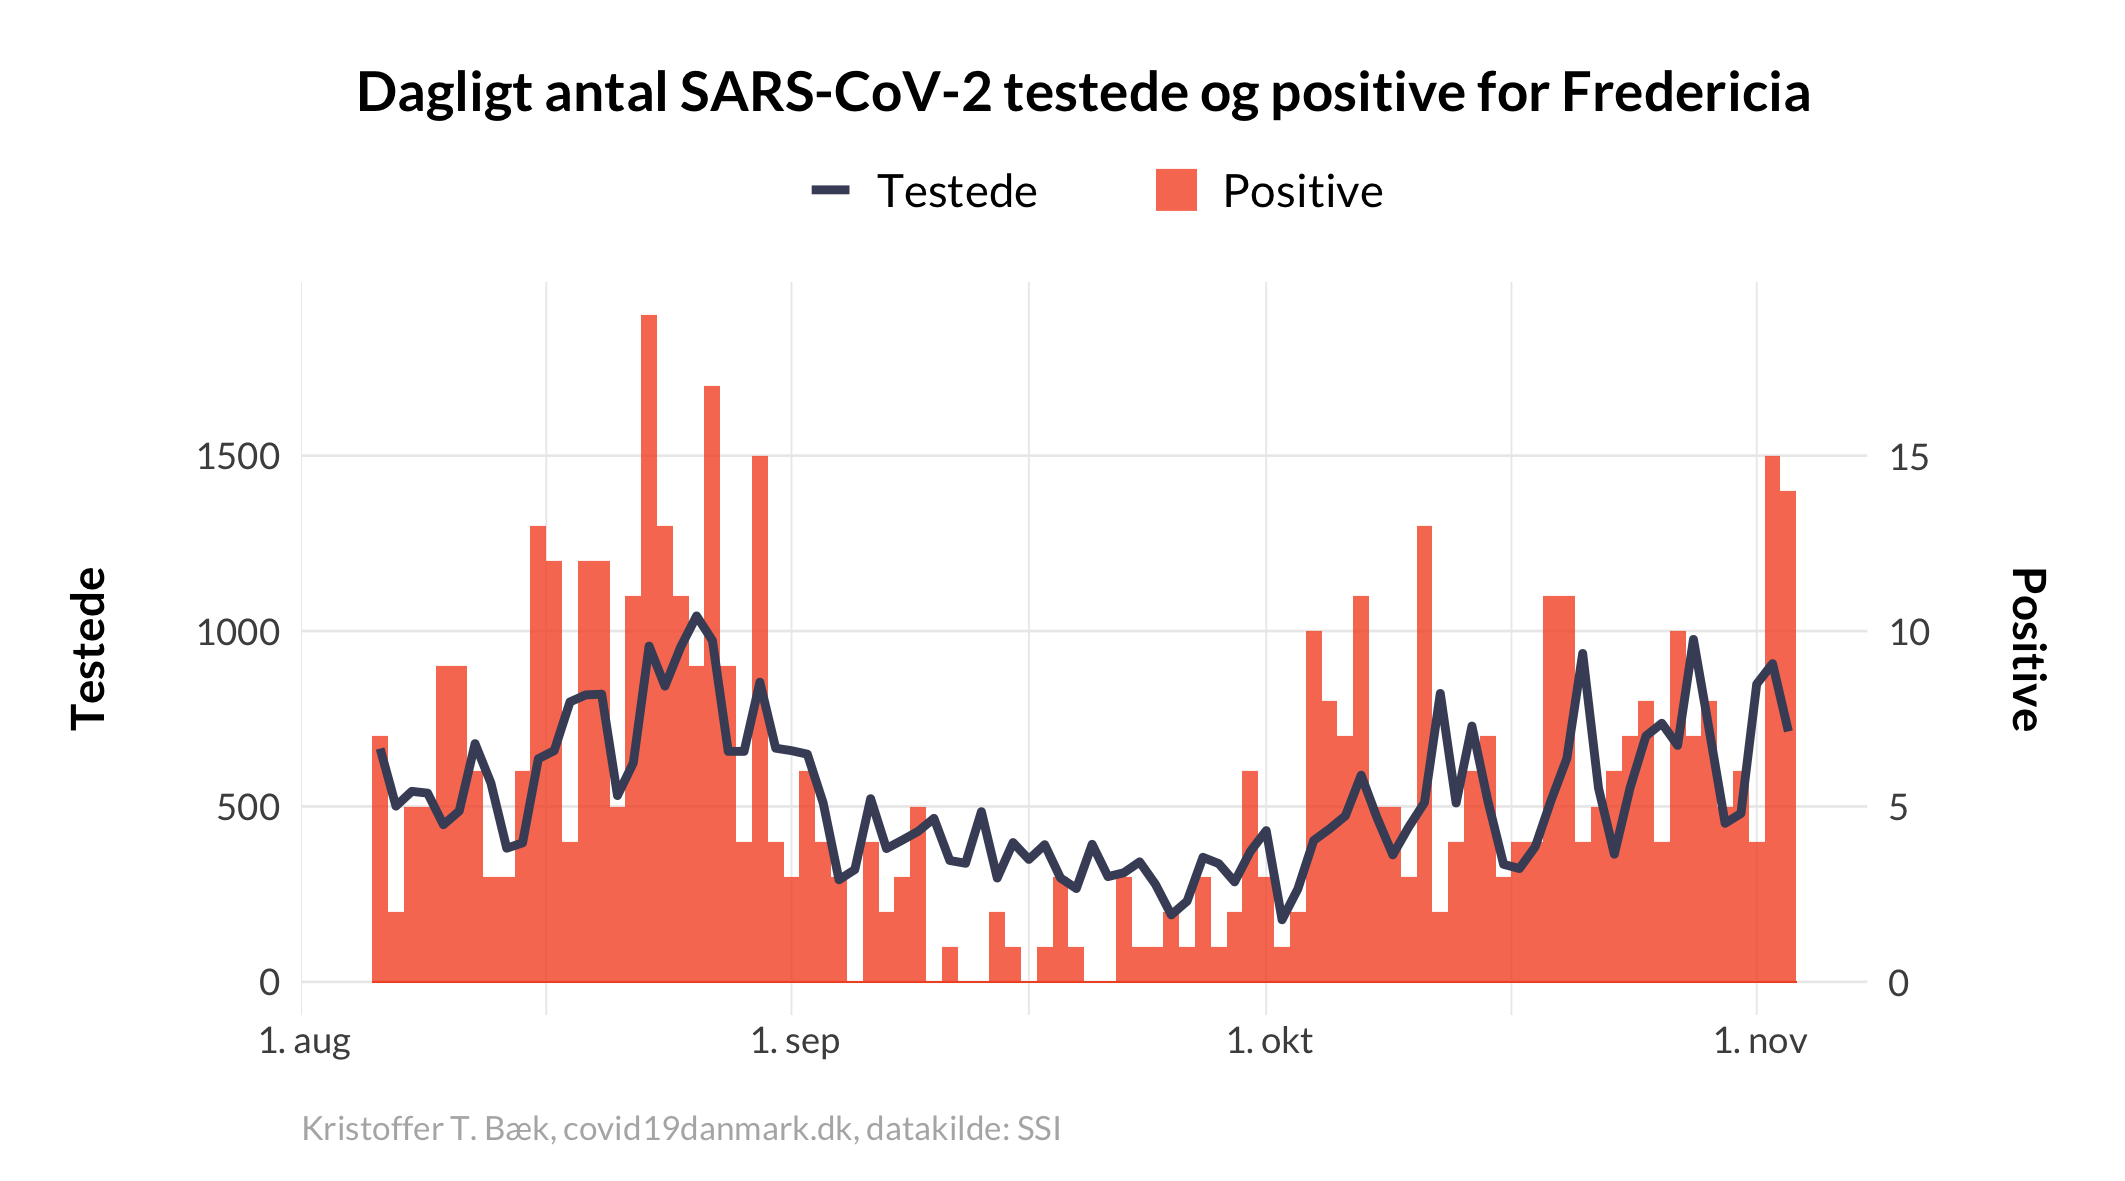 Dagligt antal SARS-CoV-2 testede og positive for Fredericia
Testede
Positive
1500
15
1000
10
500
5
0
0
Testede
Positive
1. aug
1. sep
1. okt
1. nov
Kristoffer T. Bæk, covid19danmark.dk, datakilde: SSI